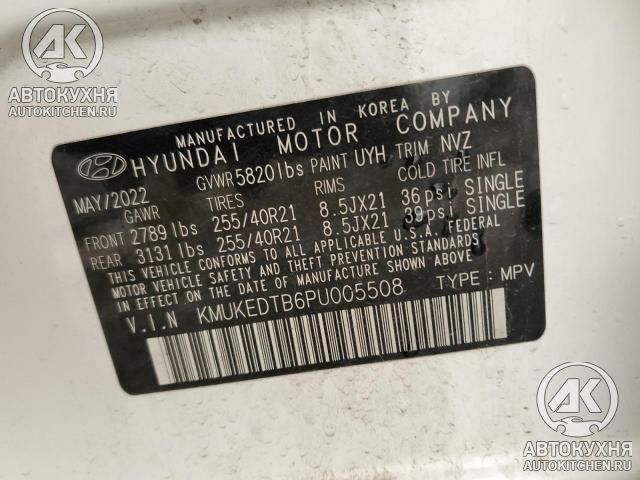 АК
АВТОКУХНЯ
AUTOKITCHEN.RU
MANUFACTURED IN KOREA BY
HYUNDAI MOTOR COMPANY
MAY/2022 GVWR 5820 lbs PAINT UYH TRIM NVZ
GAWR TIRES RIMS COLD TIRE INFL
FRONT 2789 lbs 255/40R21 8.5JX21 36 psi SINGLE
REAR 3131 lbs 255/40R21 8.5JX21 39 psi SINGLE
THIS VEHICLE CONFORMS TO ALL APPLICABLE U.S.A. FEDERAL
MOTOR VEHICLE SAFETY AND THEFT PREVENTION STANDARDS
IN EFFECT ON THE DATE OF MANUFACTURE SHOWN ABOVE.
V.I.N KMUKEDTB6PU005508 TYPE : MPV
АК
АВТОКУХНЯ
AUTOKITCHEN.RU